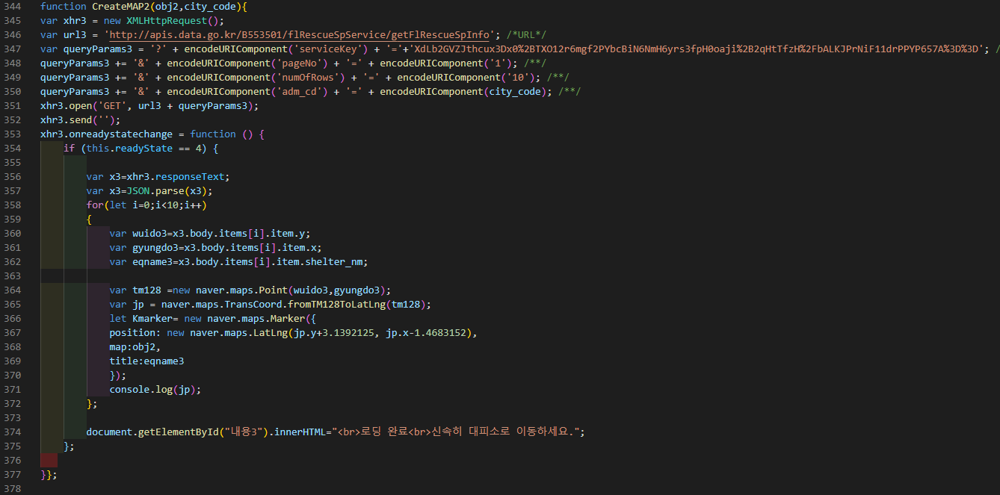 344 function CreateMAP2(obj2,city_code){
345 var xhr3 = new XMLHttpRequest();
346 var url3 = 'http://apis.data.go.kr/B553501/flRescueSpService/getFlRescueSpInfo'; /*URL*/
347 var queryParams3 = '?' + encodeURIComponent('serviceKey') + '='+'XdLb2GVZJthcux3Dx0%2BTXO12r6mgf2PYbcBiN6NmH6yrs3fpH0oaji%2B2qHtTfzH%2FbALKJPrNiF11drPPYP657A%3D%3D'; /
348 queryParams3 += '&' + encodeURIComponent('pageNo') + '=' + encodeURIComponent('1'); /**/
349 queryParams3 += '&' + encodeURIComponent('numOfRows') + '=' + encodeURIComponent('10'); /**/
350 queryParams3 += '&' + encodeURIComponent('adm_cd') + '=' + encodeURIComponent(city_code); /**/
351 xhr3.open('GET', url3 + queryParams3);
352 xhr3.send('');
353 xhr3.onreadystatechange = function () {
354 if (this.readyState == 4) {
355
356 var x3=xhr3.responseText;
357 var x3=JSON.parse(x3);
358 for(let i=0;i<10;i++)
359 {
360 var wuido3=x3.body.items[i].item.y;
361 var gyungdo3=x3.body.items[i].item.x;
362 var eqname3=x3.body.items[i].item.shelter_nm;
363
364 var tm128 =new naver.maps.Point(wuido3,gyungdo3);
365 var jp = naver.maps.TransCoord.fromTM128ToLatLng(tm128);
366 let Kmarker= new naver.maps.Marker({
367 position: new naver.maps.LatLng(jp.y+3.1392125, jp.x-1.4683152),
368 map:obj2,
369 title:eqname3
370 });
371 console.log(jp);
372 };
373
374 document.getElementById("내용3").innerHTML="<br>로딩 완료<br>신속히 대피소로 이동하세요.";
375 };
376
377 }};
378